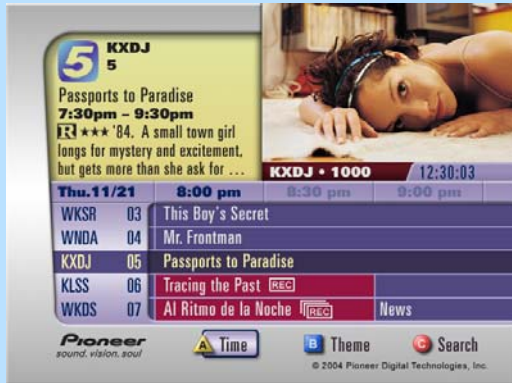 5
KXDJ
5
Passports to Paradise
7:30pm – 9:30pm
R ★★★ '84. A small town girl
longs for mystery and excitement,
but gets more than she ask for ...
KXDJ • 1000 12:30:03
Thu.11/21 8:00 pm 8:30 pm 9:00 pm
WKSR 03 This Boy's Secret
WNDA 04 Mr. Frontman
KXDJ 05 Passports to Paradise
KLSS 06 Tracing the Past REC
WKDS 07 Al Ritmo de la Noche REC News
Pioneer
sound. vision. soul
A Time B Theme C Search
© 2004 Pioneer Digital Technologies, Inc.